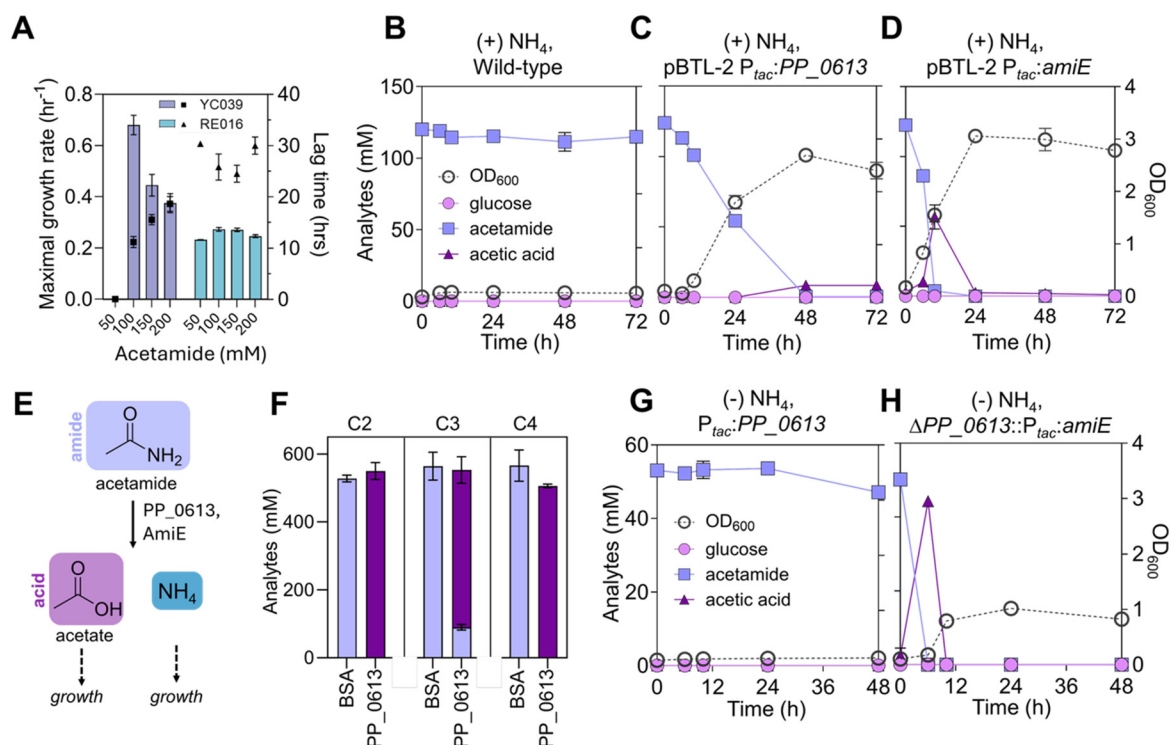 A
Maximal growth rate (hr-1)
0.8
0.6
0.4
0.2
0.0
YC039
RE016
40
30
20
10
0
Lag time (hrs)
50
100
150
200
50
100
150
200
Acetamide (mM)
B
(+) NH4,
Wild-type
Analytes (mM)
150
100
50
0
OD600
glucose
acetamide
acetic acid
0
24
48
72
Time (h)
C
(+) NH4,
pBTL-2 Ptac:PP_0613
0
24
48
72
Time (h)
D
(+) NH4,
pBTL-2 Ptac:amiE
4
3
2
1
0
OD600
0
24
48
72
Time (h)
E
amide
O
NH2
acetamide
PP_0613,
AmiE
acid
O
OH
NH4
acetate
growth
growth
F
C2
C3
C4
Analytes (mM)
600
400
200
0
BSA
PP_0613
BSA
PP_0613
BSA
PP_0613
G
(-) NH4,
Ptac:PP_0613
Analytes (mM)
60
40
20
0
OD600
glucose
acetamide
acetic acid
0
12
24
36
48
Time (h)
H
(-) NH4,
ΔPP_0613::Ptac:amiE
4
3
2
1
0
OD600
0
12
24
36
48
Time (h)